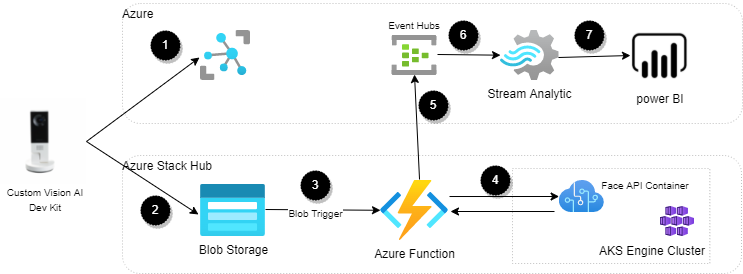 Azure
Event Hubs
1
6
7
Stream Analytic
power BI
5
Custom Vision AI
Dev Kit
Azure Stack Hub
2
3
4
Blob Trigger
Face API Container
Blob Storage
Azure Function
AKS Engine Cluster